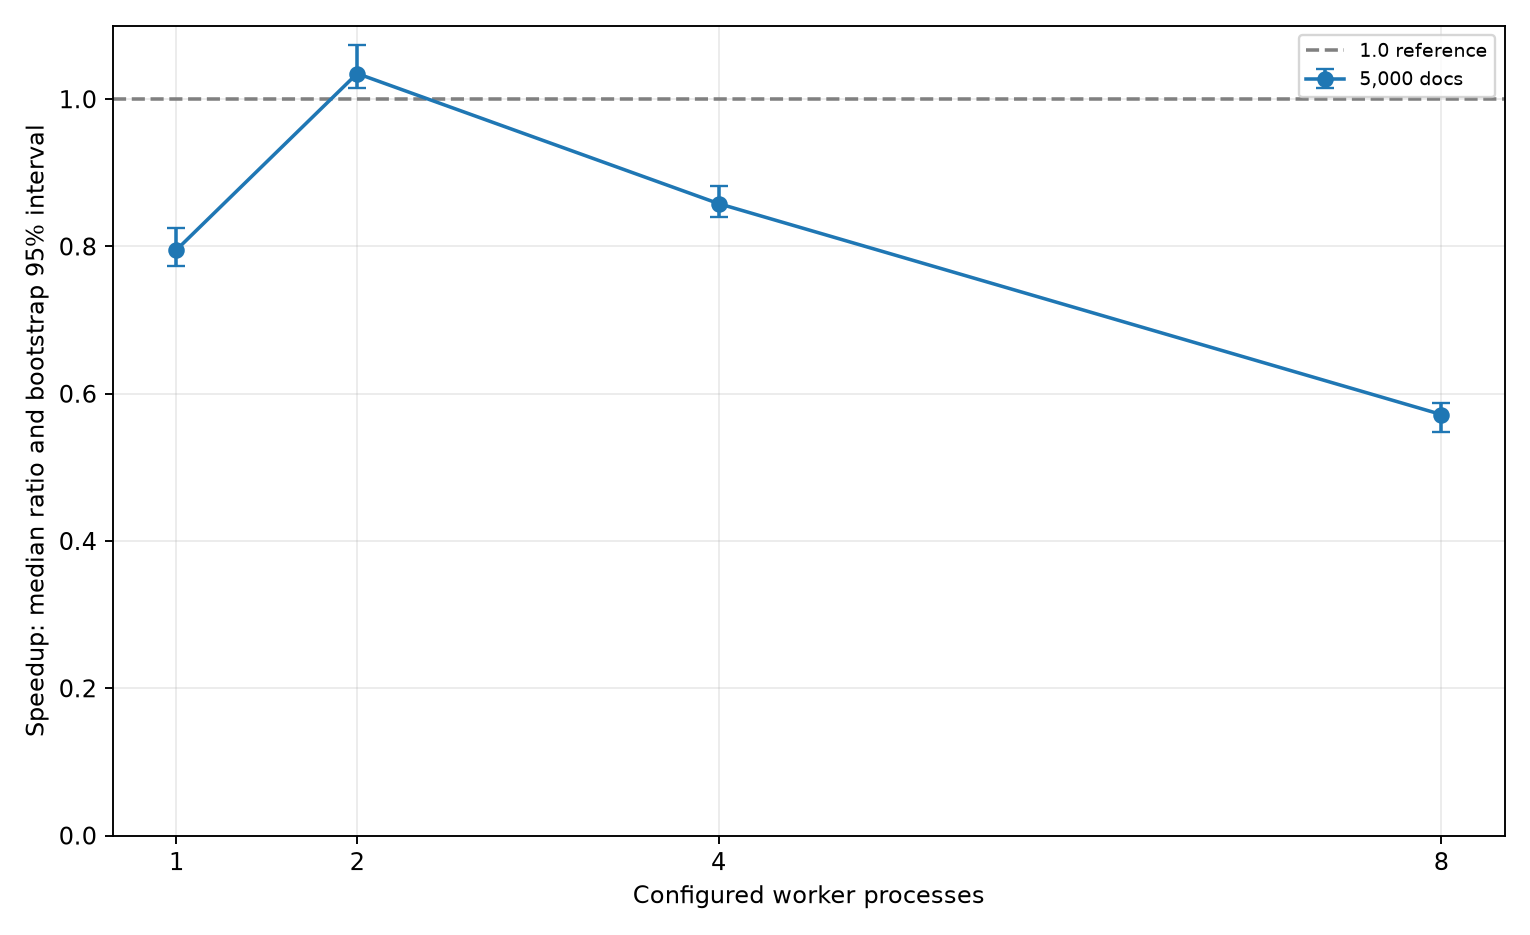 1.0 reference
5,000 docs
Speedup: median ratio and bootstrap 95% interval
1.0
0.8
0.6
0.4
0.2
0.0
1 2 4 8
Configured worker processes